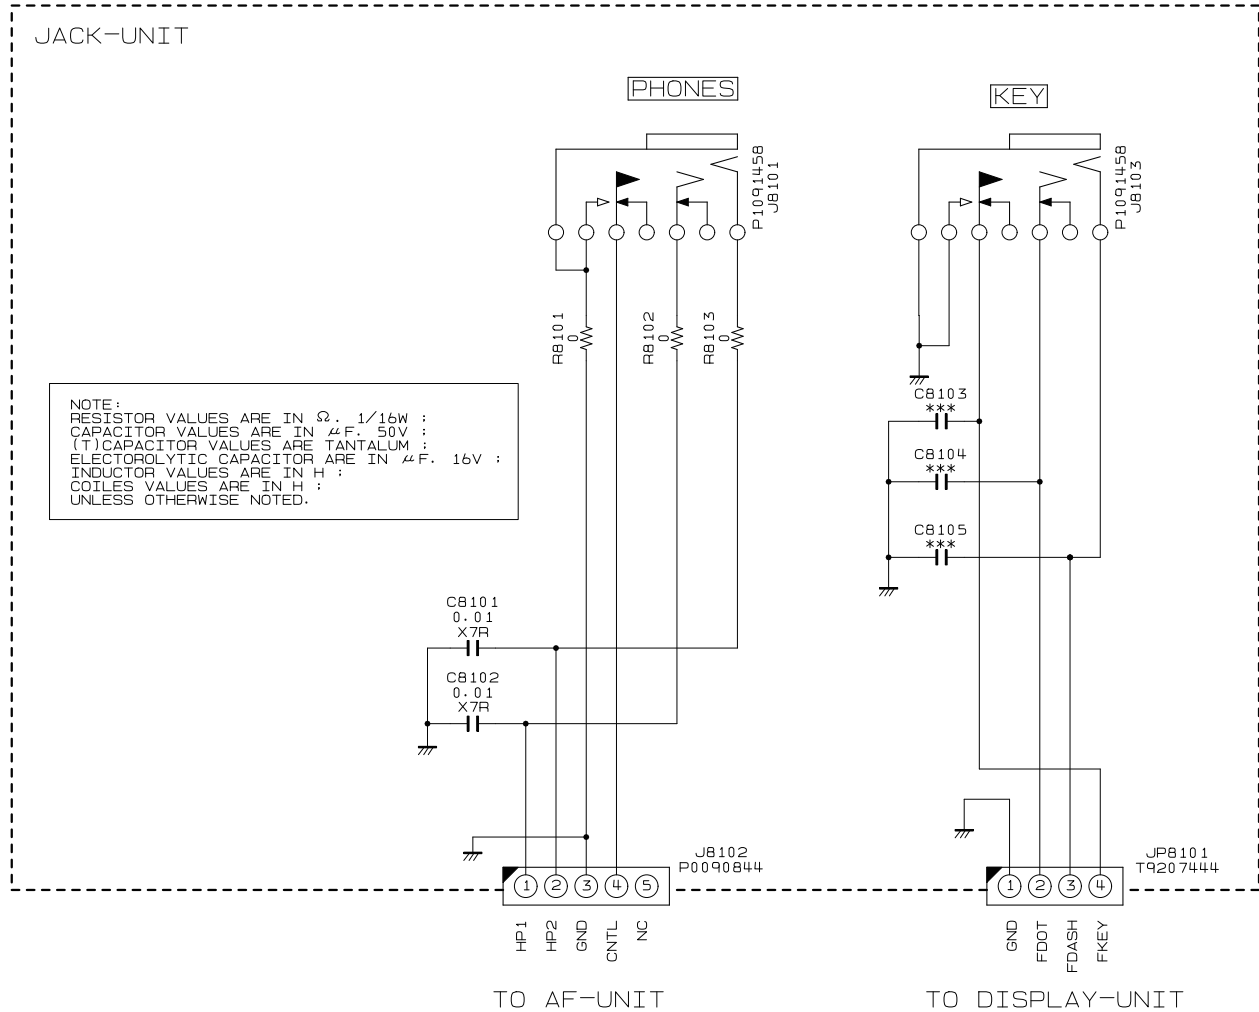 JACK-UNIT
PHONES
KEY
P1091458
J8101
P1091458
J8103
R8101
0
R8102
0
R8103
0
NOTE:
RESISTOR VALUES ARE IN Ω. 1/16W :
CAPACITOR VALUES ARE IN μF. 50V :
(T)CAPACITOR VALUES ARE TANTALUM :
ELECTOROLYTIC CAPACITOR ARE IN μF. 16V :
INDUCTOR VALUES ARE IN H :
COILES VALUES ARE IN H :
UNLESS OTHERWISE NOTED.
C8103
***
C8104
***
C8105
***
C8101
0.01
X7R
C8102
0.01
X7R
J8102
P0090844
JP8101
T9207444
1 2 3 4 5
1 2 3 4
HP1
HP2
GND
CNTL
NC
GND
FDOT
FDASH
FKEY
TO AF-UNIT
TO DISPLAY-UNIT